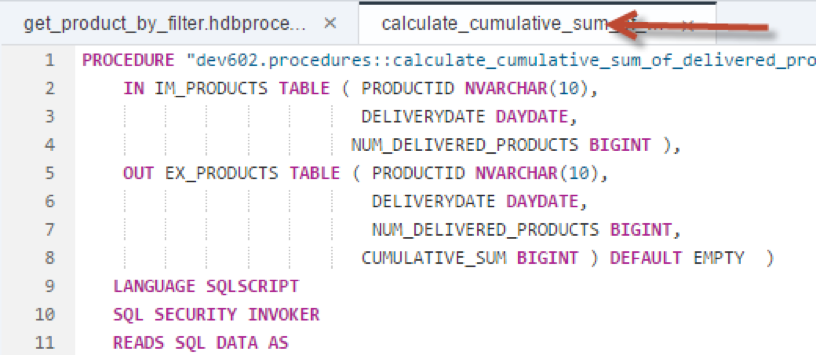 get_product_by_filter.hdbproce... × calculate_cumulative_sum_of_... ×
1 PROCEDURE "dev602.procedures::calculate_cumulative_sum_of_delivered_pro
2 IN IM_PRODUCTS TABLE ( PRODUCTID NVARCHAR(10),
3 DELIVERYDATE DAYDATE,
4 NUM_DELIVERED_PRODUCTS BIGINT ),
5 OUT EX_PRODUCTS TABLE ( PRODUCTID NVARCHAR(10),
6 DELIVERYDATE DAYDATE,
7 NUM_DELIVERED_PRODUCTS BIGINT,
8 CUMULATIVE_SUM BIGINT ) DEFAULT EMPTY )
9 LANGUAGE SQLSCRIPT
10 SQL SECURITY INVOKER
11 READS SQL DATA AS